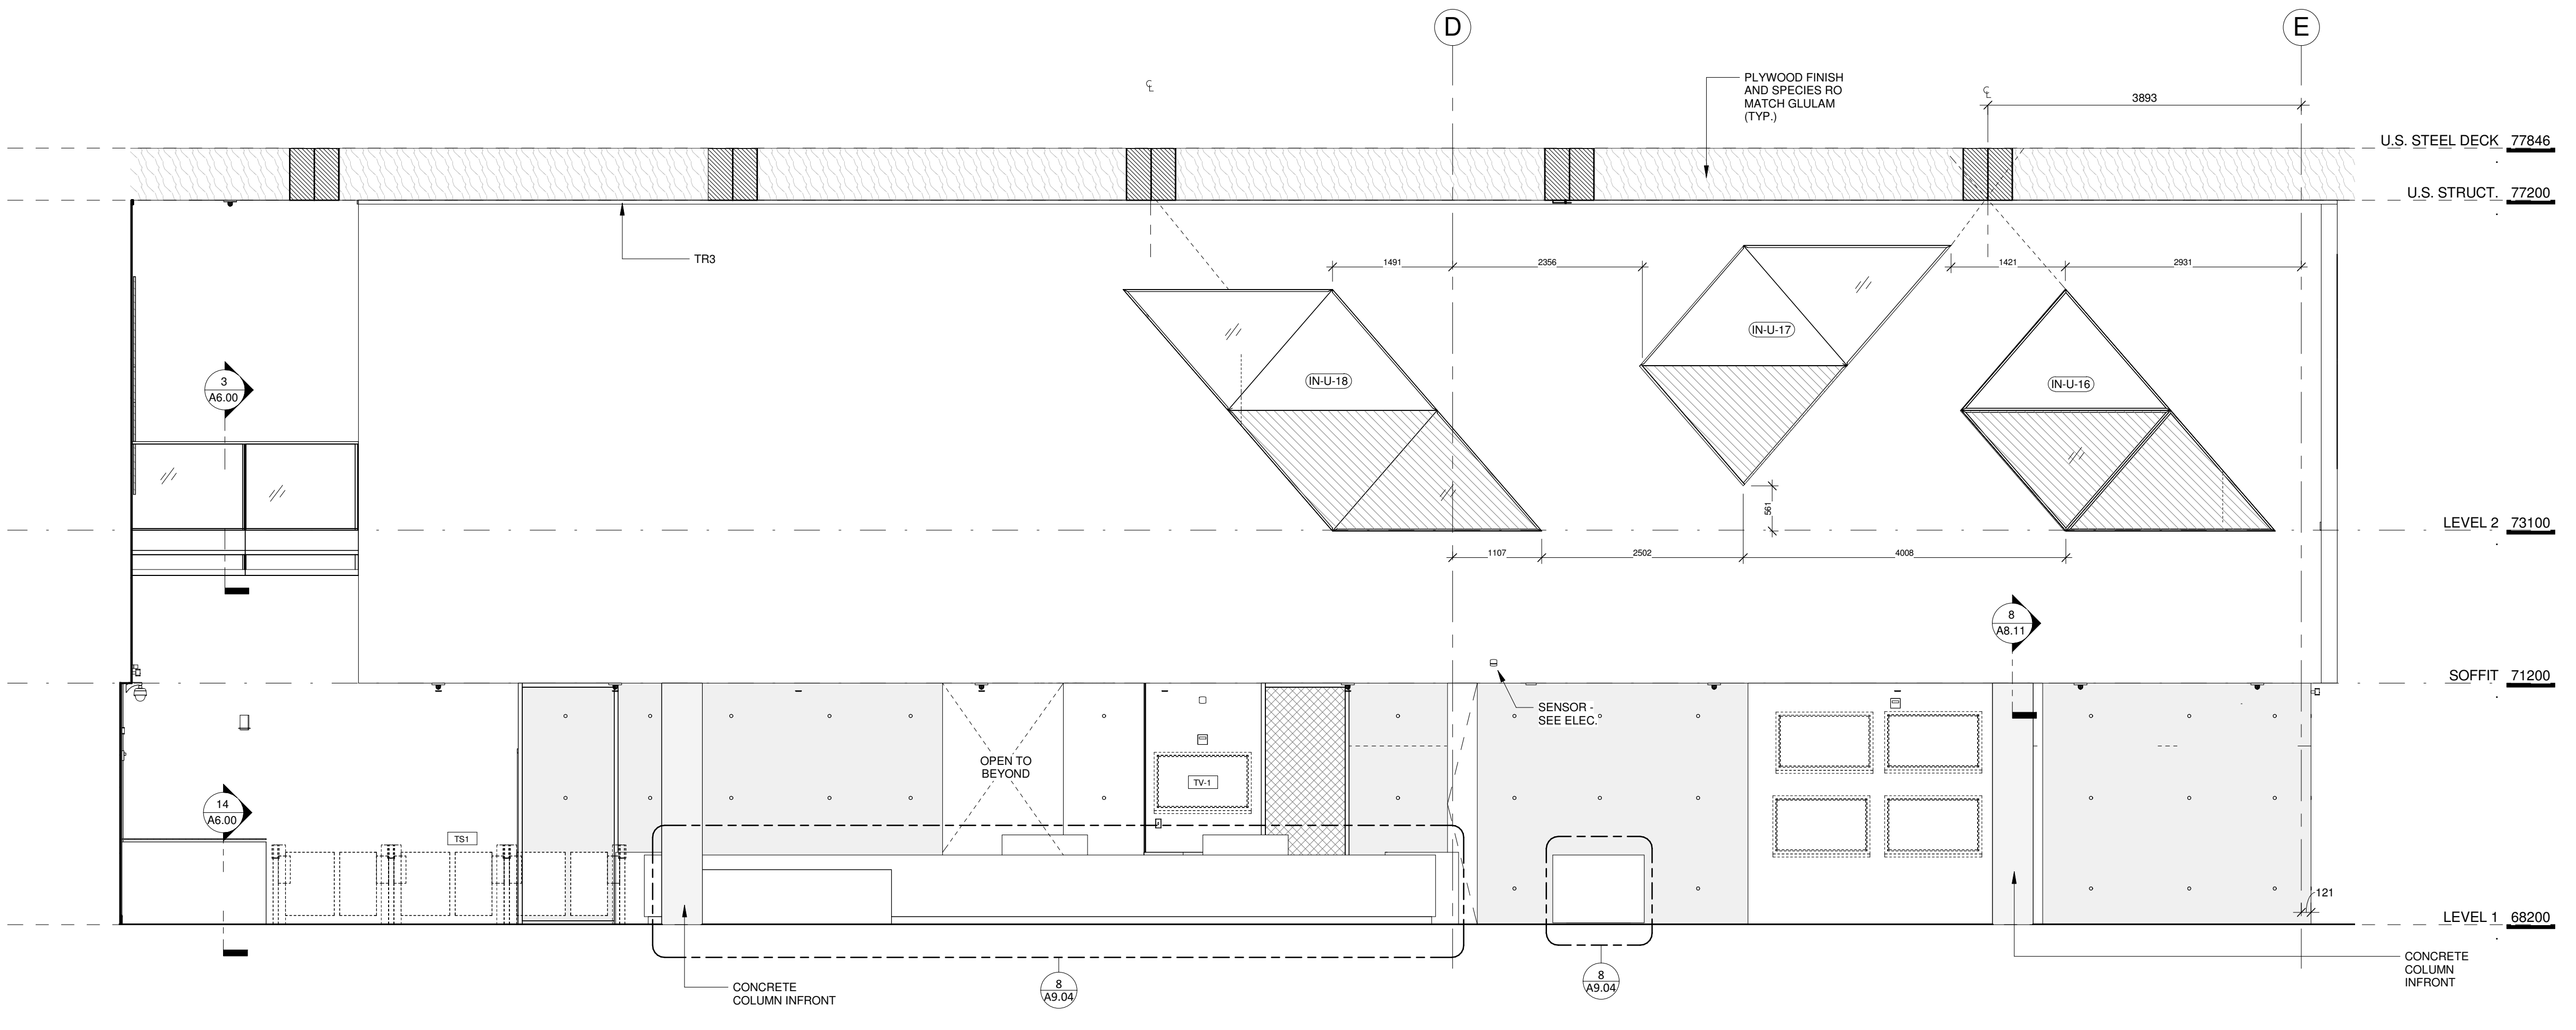 D
E
℄
℄
PLYWOOD FINISH
AND SPECIES RO
MATCH GLULAM
(TYP.)
3893
U.S. STEEL DECK 77846
U.S. STRUCT. 77200
TR3
1491
2356
1421
2931
IN-U-17
IN-U-18
IN-U-16
3
A6.00
561
LEVEL 2 73100
1107
2502
4008
8
A8.11
SOFFIT 71200
SENSOR -
SEE ELEC.
OPEN TO
BEYOND
TV-1
14
A6.00
TS1
121
LEVEL 1 68200
CONCRETE
COLUMN INFRONT
8
A9.04
8
A9.04
CONCRETE
COLUMN
INFRONT